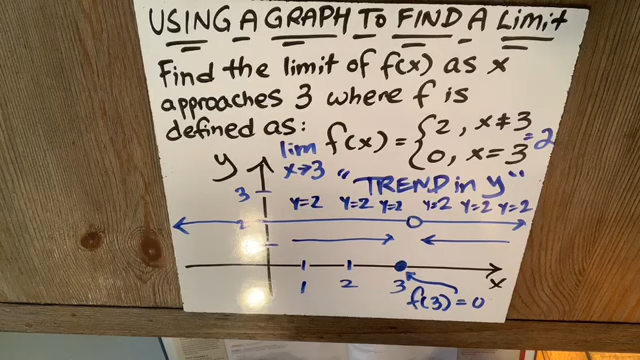 USING A GRAPH TO FIND A Limit
Find the limit of f(x) as x
approaches 3 where f is
defined as:
lim x→3 f(x) = { 2, x ≠ 3
0, x = 3 = 2
y
"TREND in y"
3
y=2 y=2 y=2 y=2 y=2 y=2
2
1 2 3 x
f(3)=0